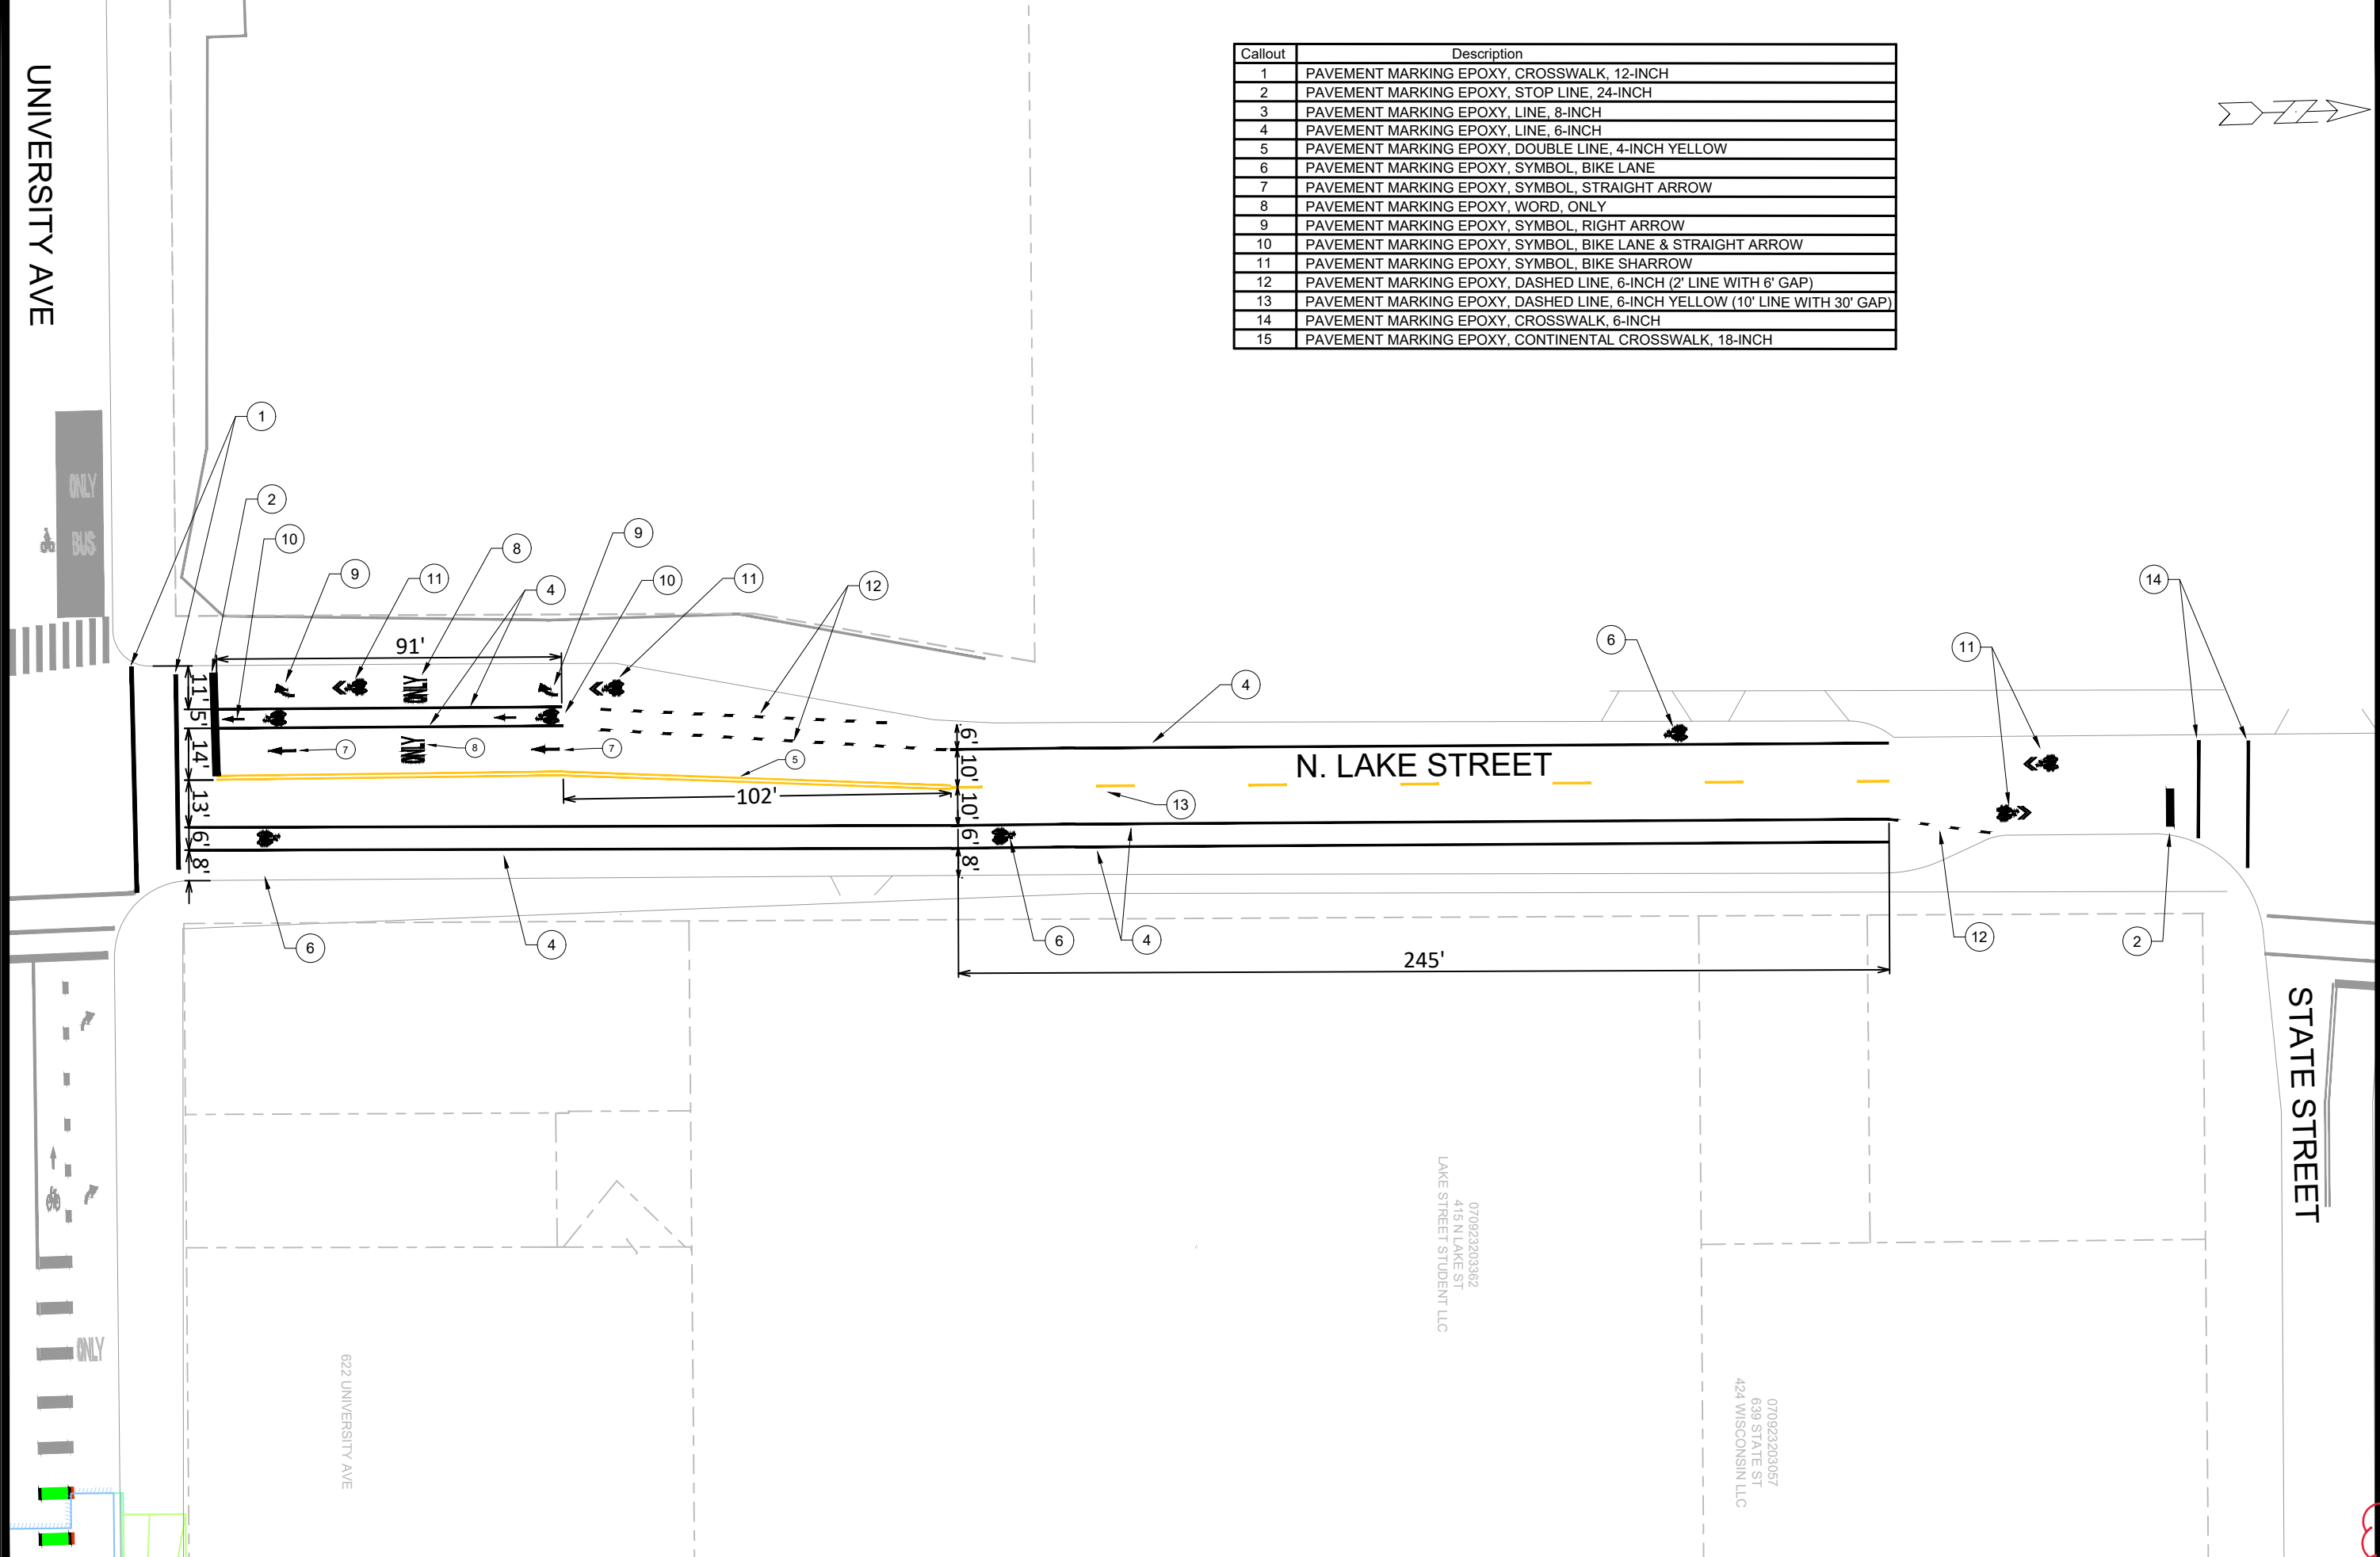 UNIVERSITY AVE
Callout Description
1 PAVEMENT MARKING EPOXY, CROSSWALK, 12-INCH
2 PAVEMENT MARKING EPOXY, STOP LINE, 24-INCH
3 PAVEMENT MARKING EPOXY, LINE, 8-INCH
4 PAVEMENT MARKING EPOXY, LINE, 6-INCH
5 PAVEMENT MARKING EPOXY, DOUBLE LINE, 4-INCH YELLOW
6 PAVEMENT MARKING EPOXY, SYMBOL, BIKE LANE
7 PAVEMENT MARKING EPOXY, SYMBOL, STRAIGHT ARROW
8 PAVEMENT MARKING EPOXY, WORD, ONLY
9 PAVEMENT MARKING EPOXY, SYMBOL, RIGHT ARROW
10 PAVEMENT MARKING EPOXY, SYMBOL, BIKE LANE & STRAIGHT ARROW
11 PAVEMENT MARKING EPOXY, SYMBOL, BIKE SHARROW
12 PAVEMENT MARKING EPOXY, DASHED LINE, 6-INCH (2' LINE WITH 6' GAP)
13 PAVEMENT MARKING EPOXY, DASHED LINE, 6-INCH YELLOW (10' LINE WITH 30' GAP)
14 PAVEMENT MARKING EPOXY, CROSSWALK, 6-INCH
15 PAVEMENT MARKING EPOXY, CONTINENTAL CROSSWALK, 18-INCH
N
1
2
10
9
11
8
4
9
10
11
12
4
6
11
14
ONLY
BUS
91'
11'
5'
14'
13'
6'
8'
ONLY
ONLY
7
8
7
5
102'
6'
10'
10'
6'
8'
N. LAKE STREET
13
6
4
6
4
12
2
245'
STATE STREET
ONLY
622 UNIVERSITY AVE
070923203362
415 N LAKE ST
LAKE STREET STUDENT LLC
070923203057
639 STATE ST
424 WISCONSIN LLC